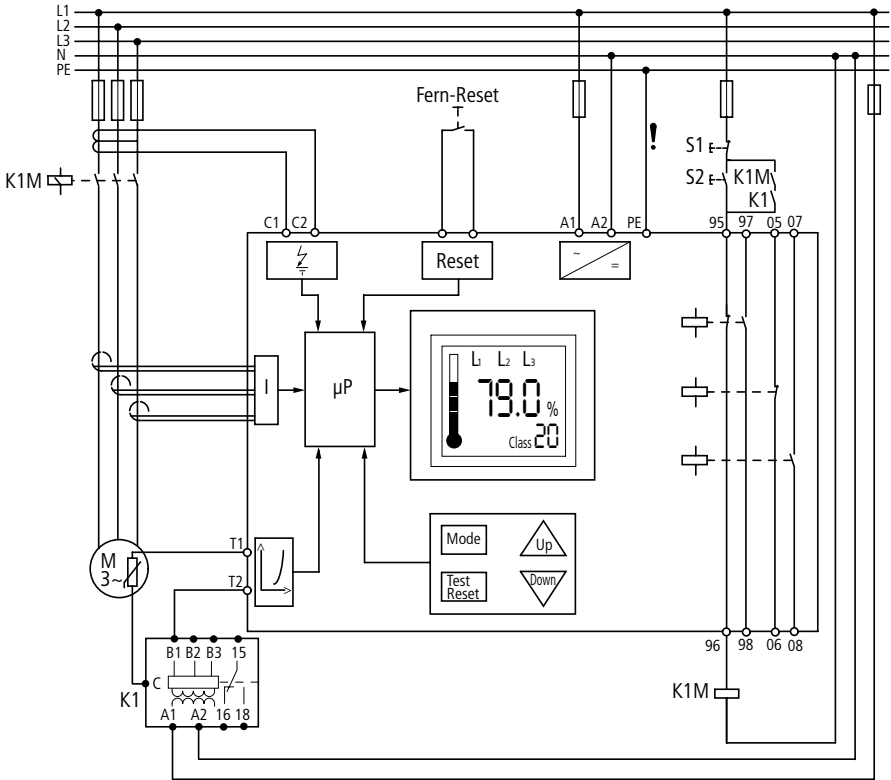 L1
L2
L3
N
PE
Fern-Reset
!
S1
S2 K1M
K1
K1M
C1 C2 A1 A2 PE 95 97 05 07
Reset
~
=
L1 L2 L3
79.0 %
Class 20
I
µP
Mode Up
Test
Reset
Down
T1
T2
M
3~
96 98 06 08
B1 B2 B3 15
C
K1
A1 A2 16 18
K1M